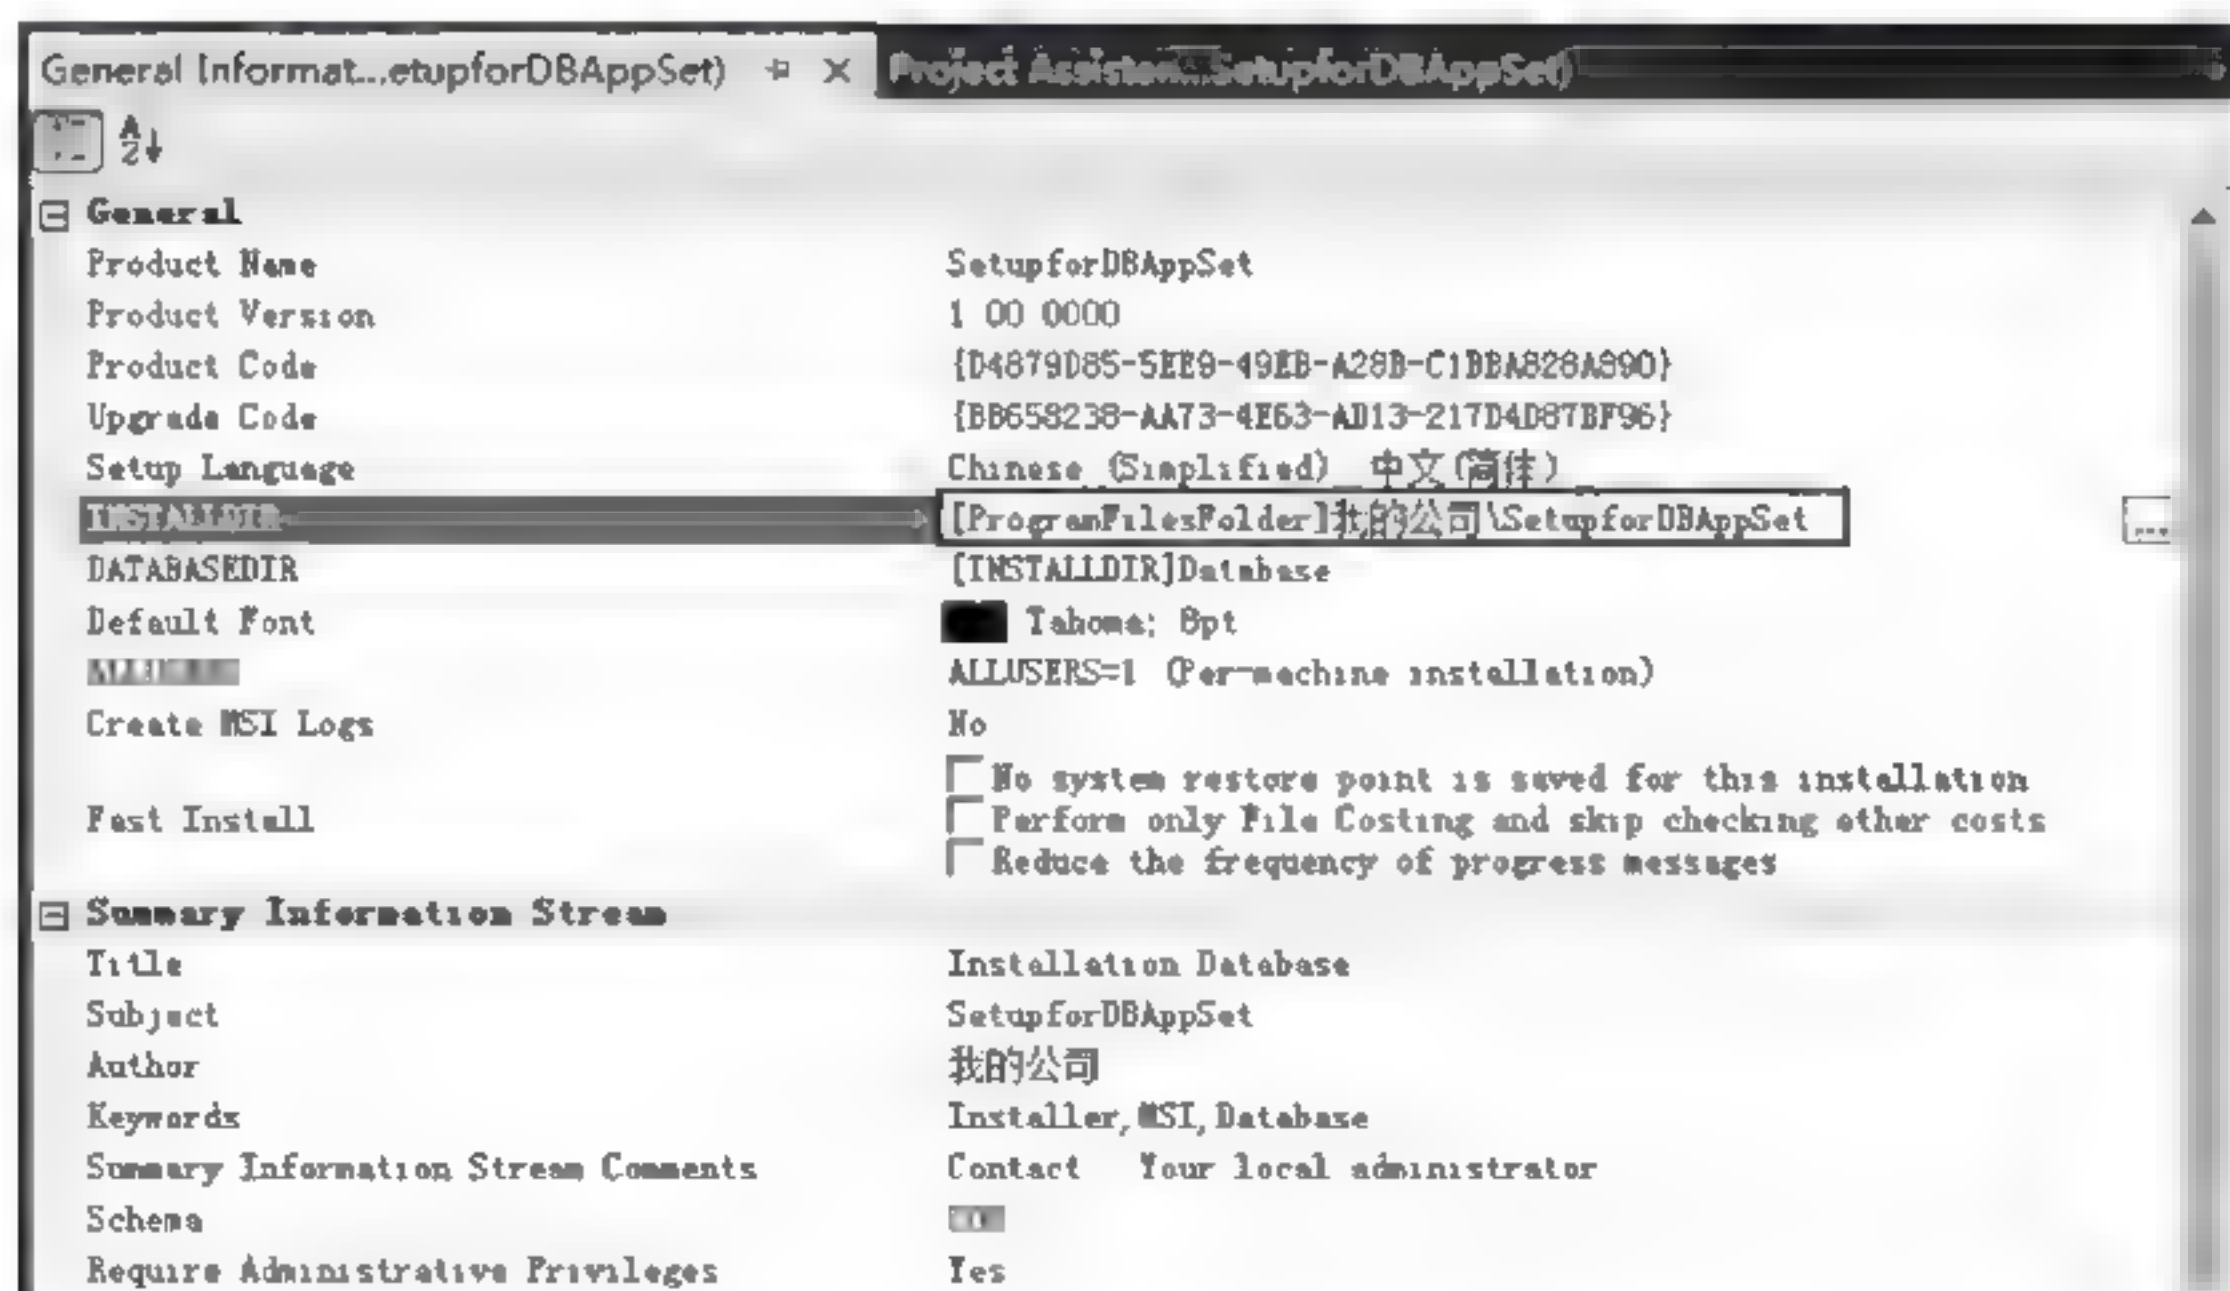 General Informat...etupforDBAppSet) Project Assistan... SetupforDBAppSet)
General
Product Name SetupforDBAppSet
Product Version 1 00 0000
Product Code {D4879D85-5EE9-49EB-A28B-C1BBA828A890}
Upgrade Code {BB658238-AA73-4E63-AD13-217D4D87BF96}
Setup Language Chinese (Simplified) 中文(简体)
INSTALLDIR [ProgramFilesFolder]我的公司\SetupforDBAppSet ...
DATABASEDIR [INSTALLDIR]Database
Default Font Tahoma; 8pt
ALLUSERS=1 (Per-machine installation)
Create MSI Logs No
No system restore point is saved for this installation
Fast Install Perform only File Costing and skip checking other costs
Reduce the frequency of progress messages
Summary Information Stream
Title Installation Database
Subject SetupforDBAppSet
Author 我的公司
Keywords Installer,MSI,Database
Summary Information Stream Comments Contact Your local administrator
Schema
Require Administrative Privileges Yes